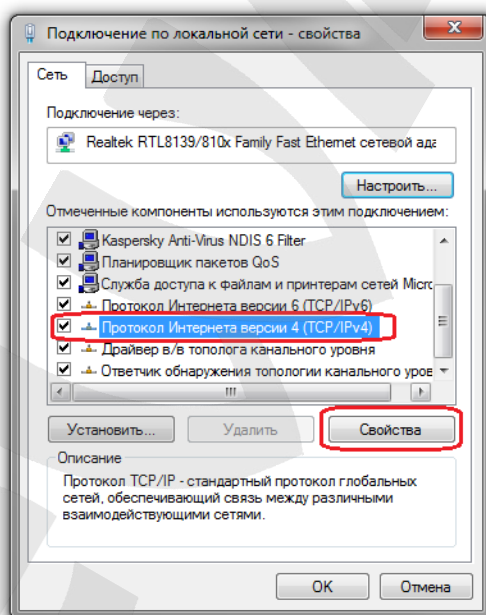 Подключение по локальной сети - свойства
Сеть
Доступ
Подключение через:
Realtek RTL8139/810x Family Fast Ethernet сетевой ада
Настроить...
Отмеченные компоненты используются этим подключением:
Kaspersky Anti-Virus NDIS 6 Filter
Планировщик пакетов QoS
Служба доступа к файлам и принтерам сетей Micrc
Протокол Интернета версии 6 (TCP/IPv6)
Протокол Интернета версии 4 (TCP/IPv4)
Драйвер в/в тополога канального уровня
Ответчик обнаружения топологии канального уров
Установить...
Удалить
Свойства
Описание
Протокол TCP/IP - стандартный протокол глобальных
сетей, обеспечивающий связь между различными
взаимодействующими сетями.
OK
Отмена